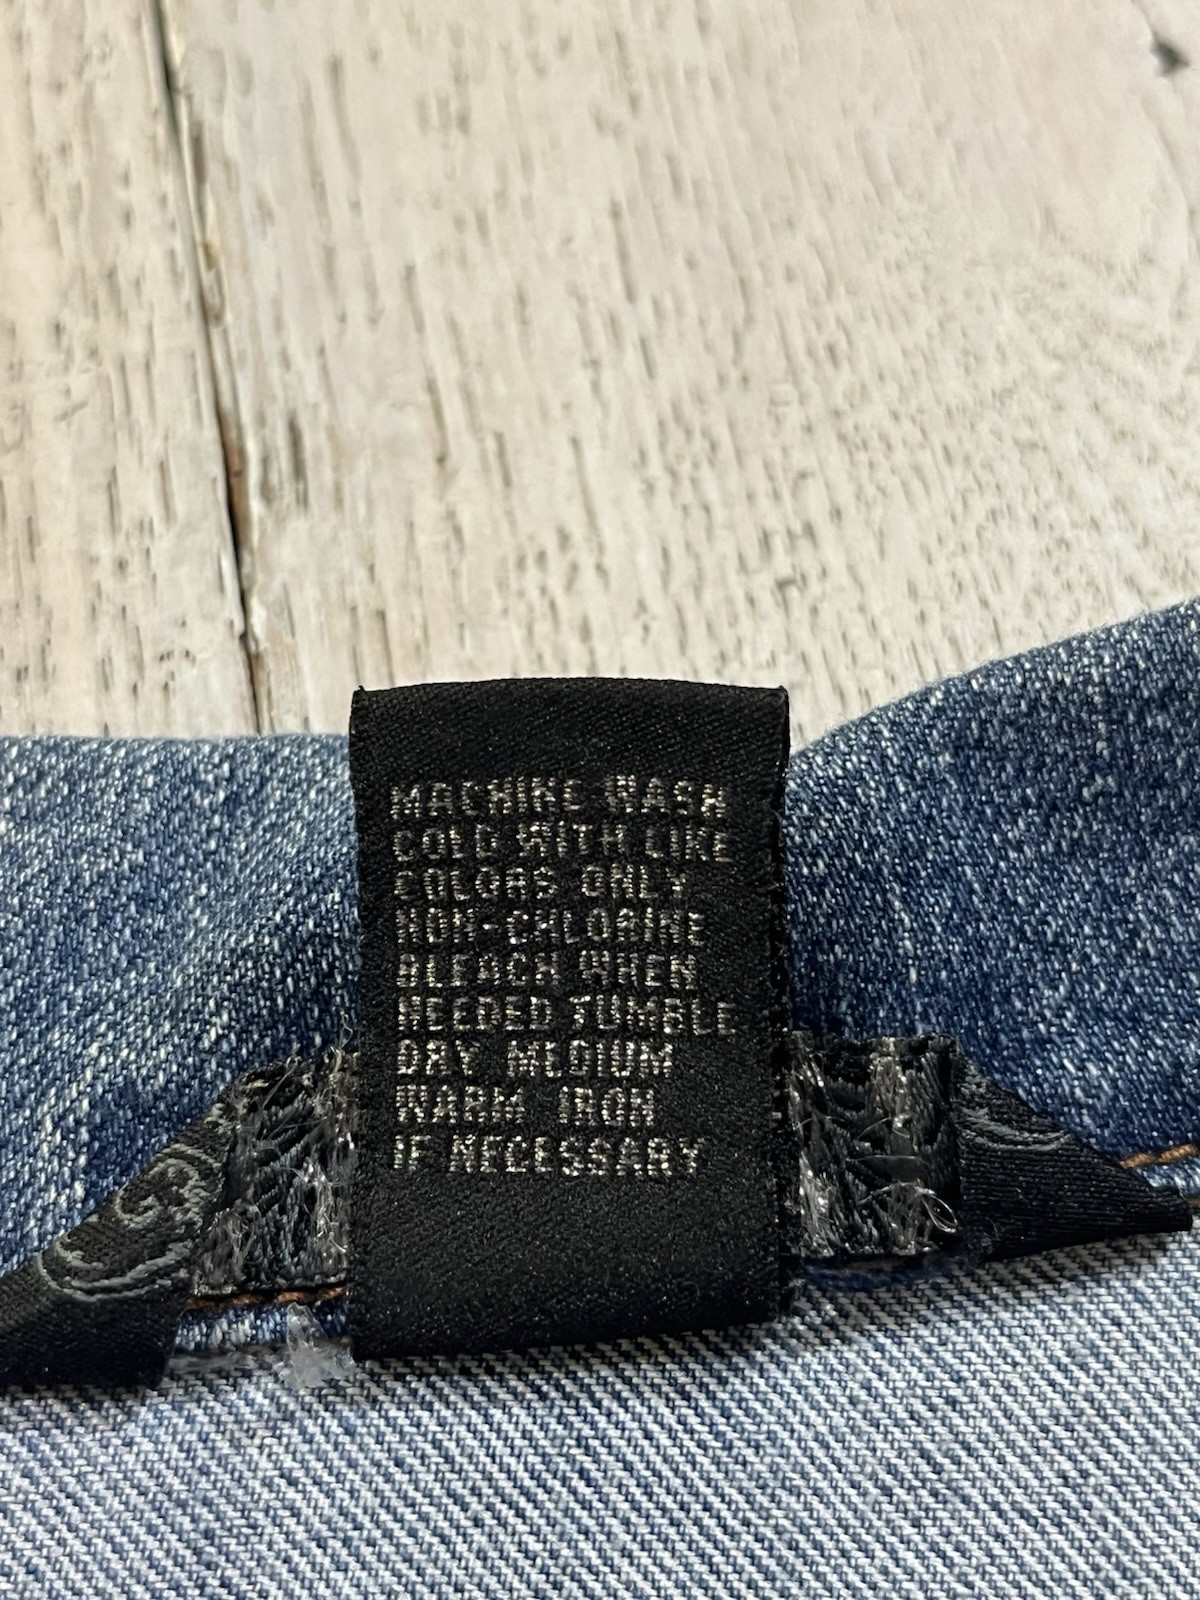 MACHINE WASH
COLD WITH LIKE
COLORS ONLY
NON-CHLORINE
BLEACH WHEN
NEEDED TUMBLE
DRY MEDIUM
WARM IRON
IF NECESSARY